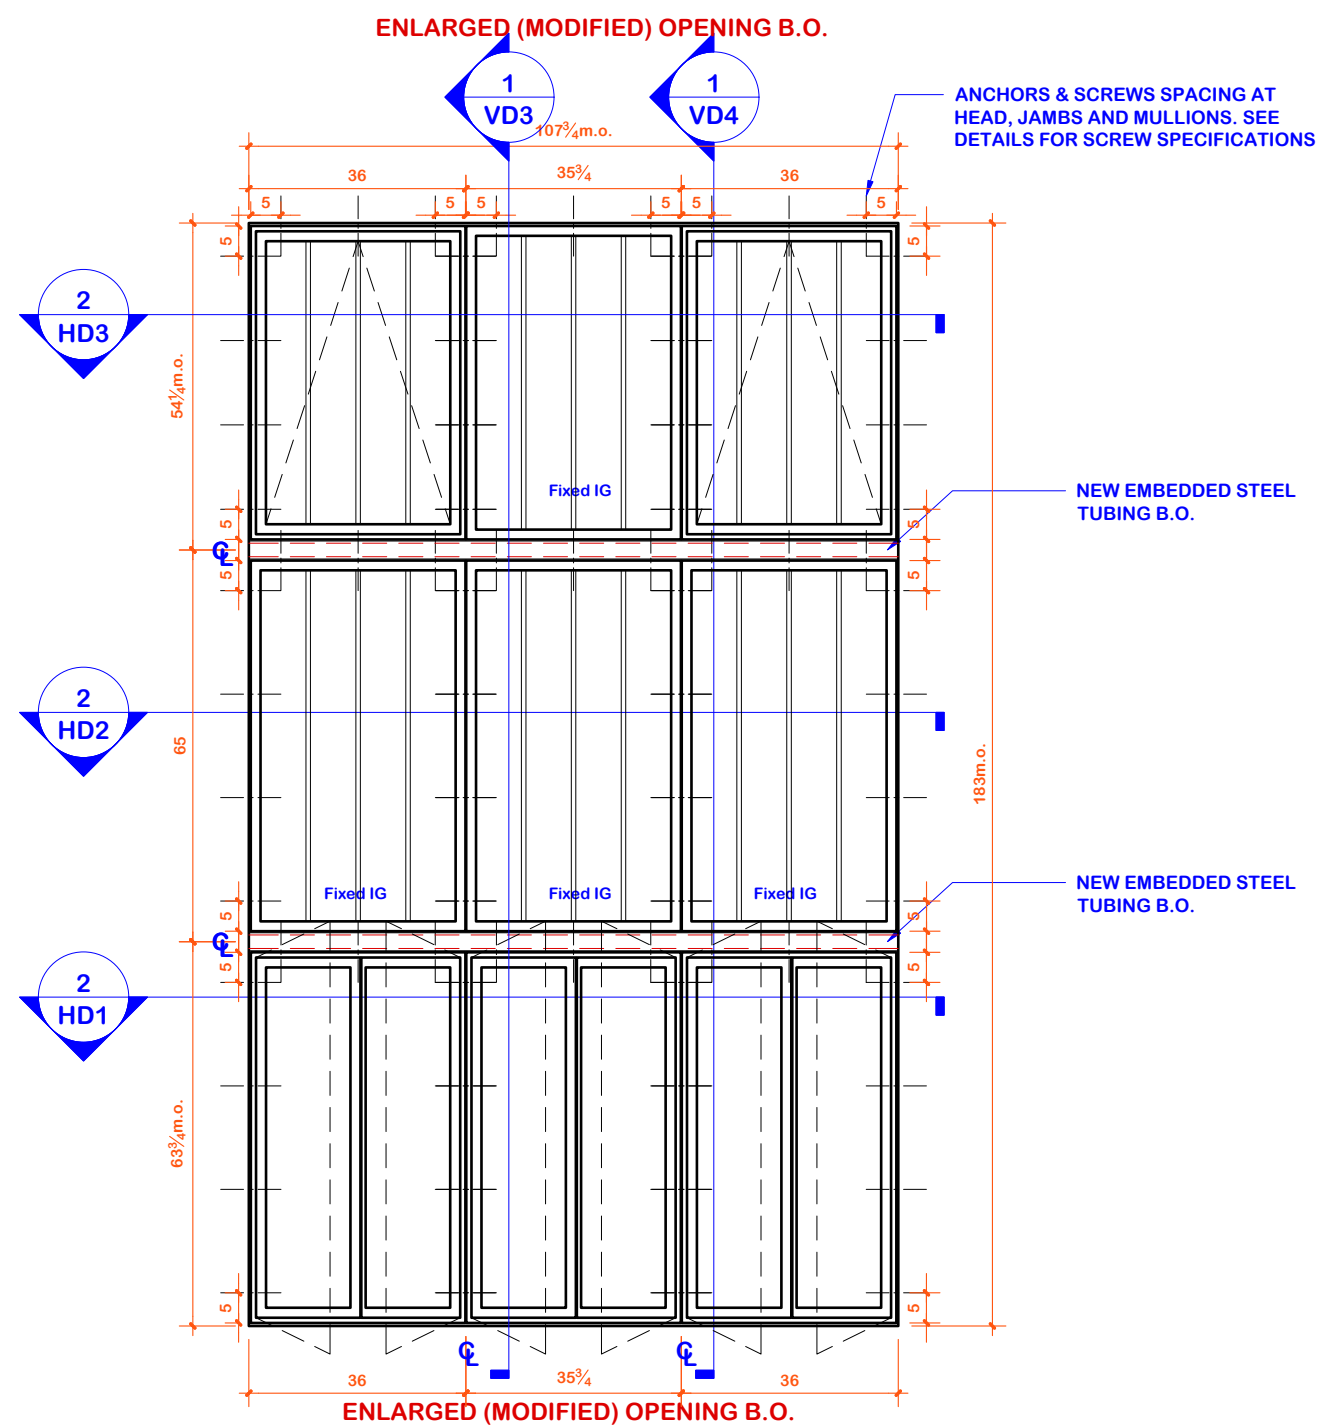 ENLARGED (MODIFIED) OPENING B.O.
1
VD3
1
VD4
ANCHORS & SCREWS SPACING AT
HEAD, JAMBS AND MULLIONS. SEE
DETAILS FOR SCREW SPECIFICATIONS
107¾m.o.
36
35¾
36
5
5
5
5
5
5
5
5
2
HD3
54¼m.o.
Fixed IG
NEW EMBEDDED STEEL
TUBING B.O.
5
5
℄
5
5
2
HD2
65
183m.o.
Fixed IG
Fixed IG
Fixed IG
NEW EMBEDDED STEEL
TUBING B.O.
5
5
℄
5
5
2
HD1
63¾m.o.
5
5
℄
℄
36
35¾
36
ENLARGED (MODIFIED) OPENING B.O.